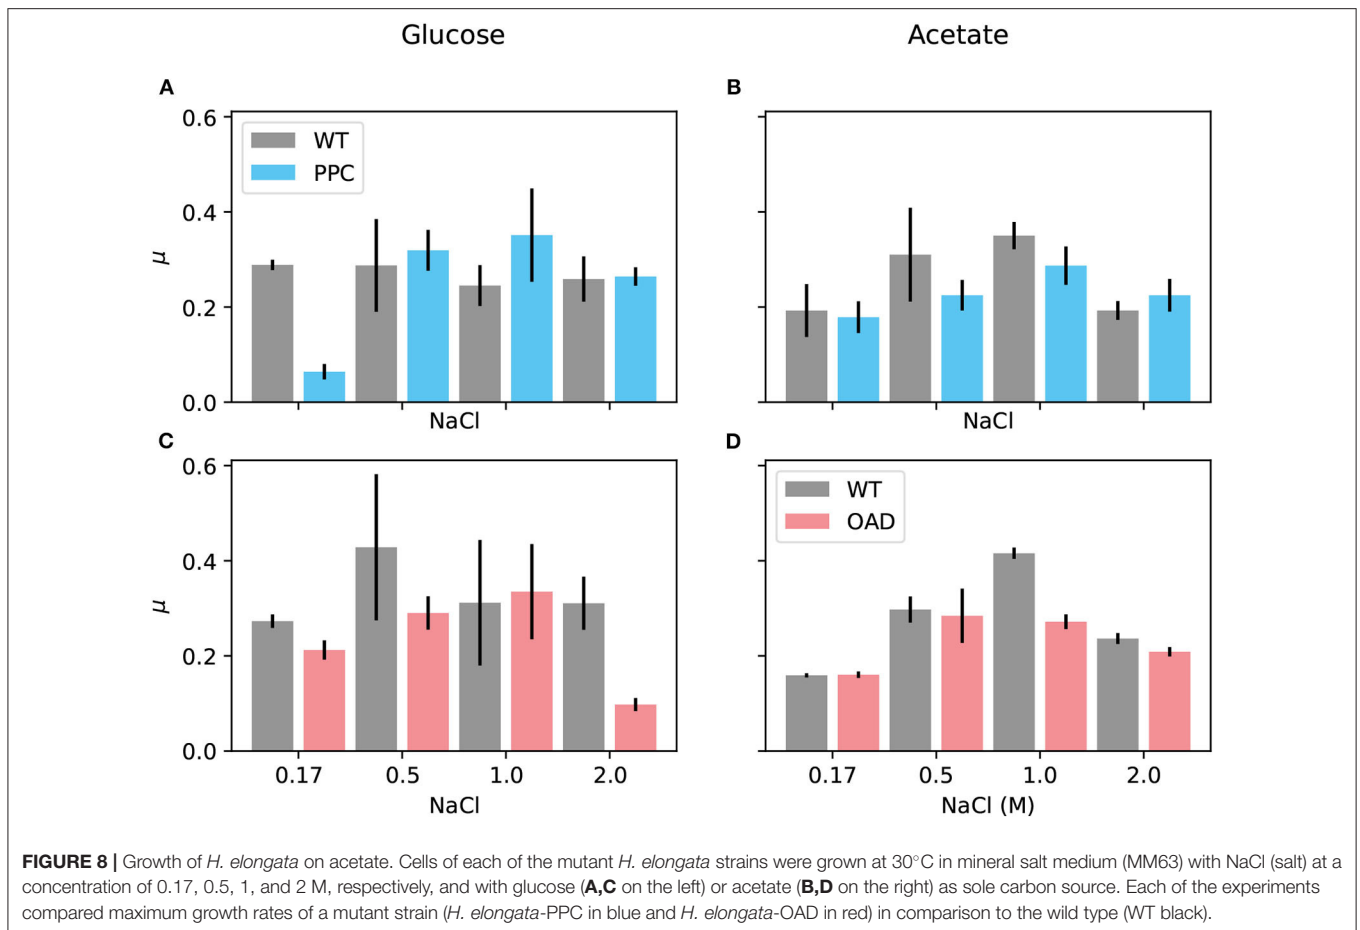 Glucose
Acetate
A
0.6
0.4
0.2
0.0
μ
WT
PPC
NaCl
B
NaCl
C
0.6
0.4
0.2
0.0
μ
0.17 0.5 1.0 2.0
NaCl
D
WT
OAD
0.17 0.5 1.0 2.0
NaCl (M)
FIGURE 8 | Growth of H. elongata on acetate. Cells of each of the mutant H. elongata strains were grown at 30°C in mineral salt medium (MM63) with NaCl (salt) at a
concentration of 0.17, 0.5, 1, and 2 M, respectively, and with glucose (A,C on the left) or acetate (B,D on the right) as sole carbon source. Each of the experiments
compared maximum growth rates of a mutant strain (H. elongata-PPC in blue and H. elongata-OAD in red) in comparison to the wild type (WT black).